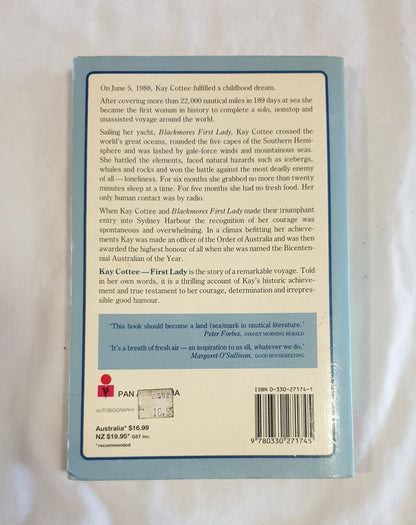 On June 5, 1988, Kay Cottee fulfilled a childhood dream.
After covering more than 22,000 nautical miles in 189 days at sea she
became the first woman in history to complete a solo, nonstop and
unassisted voyage around the world.
Sailing her yacht, Blackmores First Lady, Kay Cottee crossed the
world's great oceans, rounded the five capes of the Southern Hemi-
sphere and was lashed by gale-force winds and mountainous seas.
She battled the elements, faced natural hazards such as icebergs,
whales and rocks and won the battle against the most deadly enemy
of all—loneliness. For six months she grabbed no more than twenty
minutes sleep at a time. For five months she had no fresh food. Her
only human contact was by radio.
When Kay Cottee and Blackmores First Lady made their triumphant
entry into Sydney Harbour the recognition of her courage was
spontaneous and overwhelming. In a climax befitting her achieve-
ments Kay was made an officer of the Order of Australia and was then
awarded the highest honour of all when she was named the Bicenten-
nial Australian of the Year.
Kay Cottee—First Lady is the story of a remarkable voyage. Told
in her own words, it is a thrilling account of Kay's historic achieve-
ment and true testament to her courage, determination and irrepres-
sible good humour.
'This book should become a land (sea)mark in nautical literature.'
Peter Forbes, SYDNEY MORNING HERALD
'It's a breath of fresh air—an inspiration to us all, whatever we do.'
Margaret O'Sullivan, GOOD HOUSEKEEPING
PAN
AUTOBIOGRAPHY
Australia* $16.99
NZ $19.95* GST inc.
*recommended
ISBN 0-330-27174-1
9 780330 271745